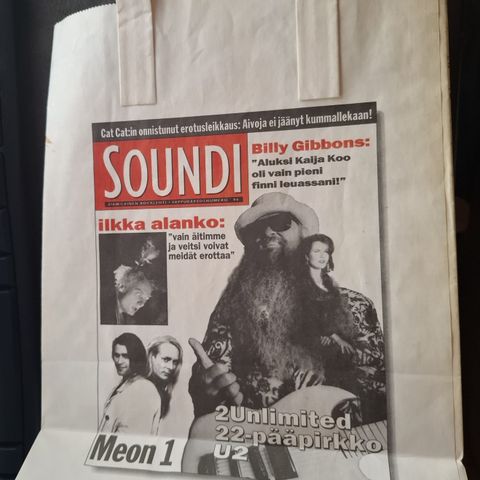 Cat Cat:in onnistunut erotusleikkaus: Aivoja ei jäänyt kummallekaan!
SOUNDI
Billy Gibbons:
"Aluksi Kaija Koo
oli vain pieni
finni leuassani!"
ilkka alanko:
"vain äitimme
ja veitsi voivat
meidät erottaa"
2Unlimited
22-pääpirkko
U2
Meon 1